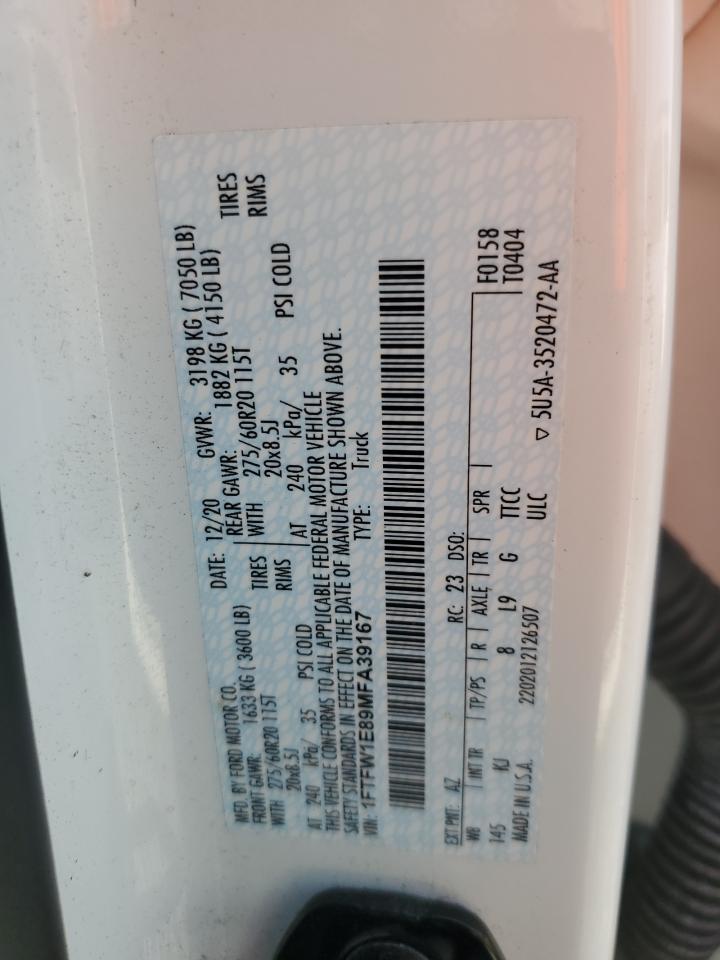 MFD. BY FORD MOTOR CO. DATE: 12/20 GVWR: 3198 KG ( 7050 LB)
FRONT GAWR: 1633 KG ( 3600 LB) REAR GAWR: 1882 KG ( 4150 LB)
WITH 275/60R20 115T TIRES WITH 275/60R20 115T TIRES
20x8.5J RIMS 20x8.5J RIMS
AT 240 kPa/ 35 PSI COLD AT 240 kPa/ 35 PSI COLD
THIS VEHICLE CONFORMS TO ALL APPLICABLE FEDERAL MOTOR VEHICLE
SAFETY STANDARDS IN EFFECT ON THE DATE OF MANUFACTURE SHOWN ABOVE.
VIN: 1FTFW1E89MFA39167 TYPE: Truck
EXT PNT: AZ RC: 23 DSO:
WB INT TR TP/PS R AXLE TR SPR F0158
145 KJ 8 L9 G TTCC T0404
MADE IN U.S.A. 2202012126507 ULC ▽ 5U5A-3520472-AA